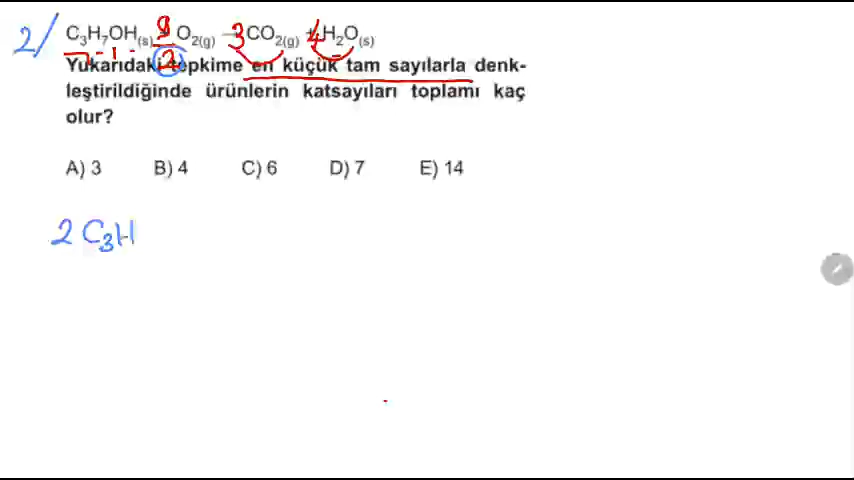 2/ C₃H₇OH(s) + 9/2 O₂(g) → 3CO₂(g) + 4H₂O(s)
Yukarıdaki tepkime en küçük tam sayılarla denk-
leştirildiğinde ürünlerin katsayıları toplamı kaç
olur?
A) 3 B) 4 C) 6 D) 7 E) 14
2 C₃H